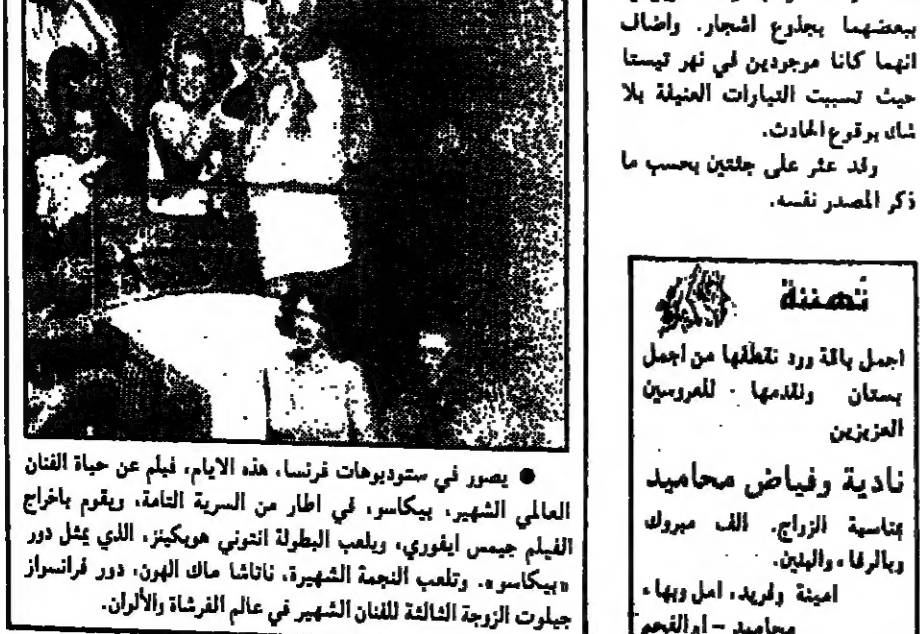 ببعضهما بجذوع اشجار. واضاف
انهما كانا موجودين في نهر تيستا
حيث تسببت التيارات العنيفة بلا
شك بوقوع الحادث.
وقد عثر على جثتين بحسب ما
ذكر المصدر نفسه.
تهنئة
اجمل باقة ورد نقطفها من اجمل
بستان ونقدمها للعروسين
العزيزين
نادية وفياض محاميد
بمناسبة الزواج. الف مبروك
وبالرفاء والبنين.
امينة وفريد، امل وبهاء
محاميد – ام الفحم
● يصور في ستوديوهات فرنسا، هذه الايام، فيلم عن حياة الفنان
العالمي الشهير، بيكاسو، في اطار من السرية التامة، ويقوم باخراج
الفيلم جيمس ايفوري، ويلعب البطولة انتوني هوبكينز، الذي يمثل دور
«بيكاسو». وتلعب النجمة الشهيرة، ناتاشا ماك الهون، دور فرانسواز
جيلوت الزوجة الثالثة للفنان الشهير في عالم الفرشاة والألوان.